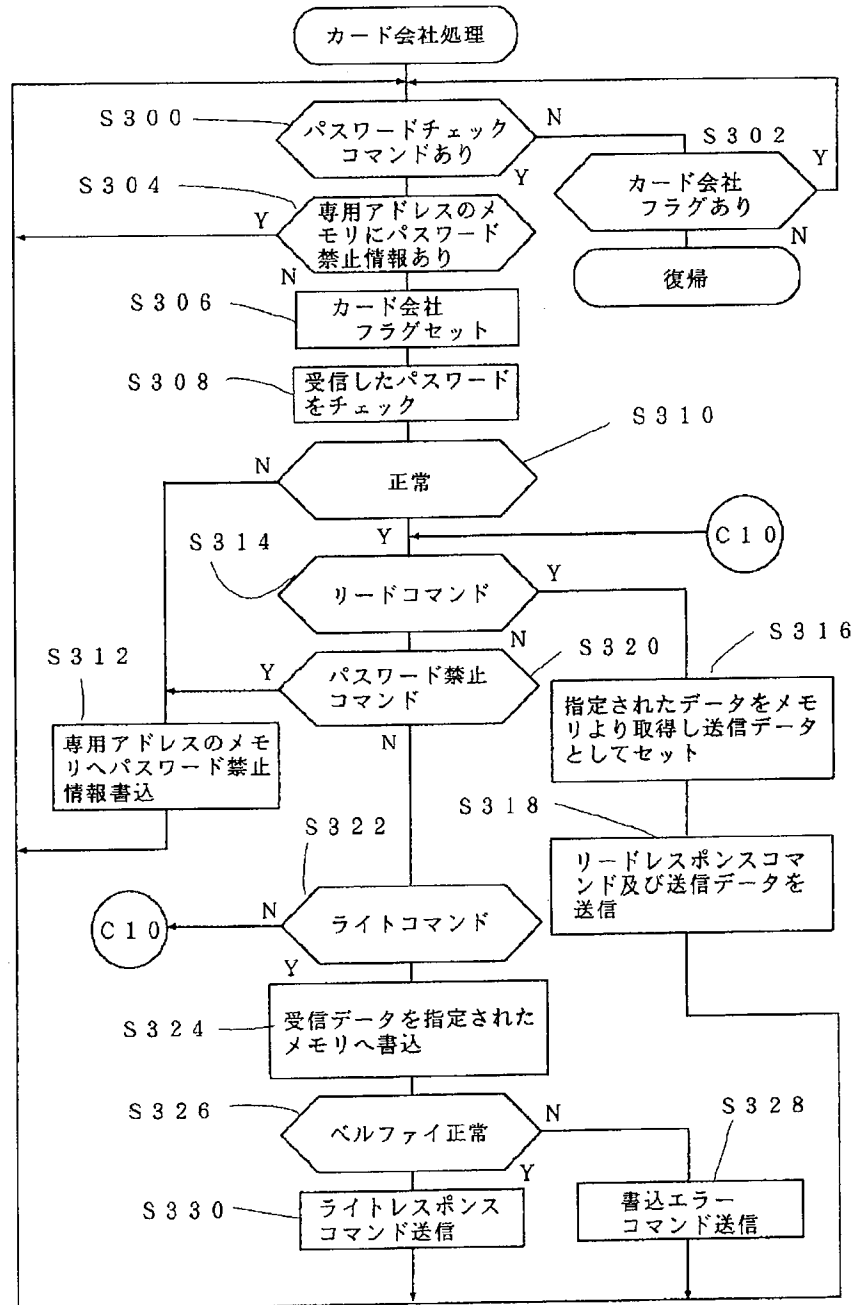 カード会社処理
S300
パスワードチェック
コマンドあり
N
Y
S302
カード会社
フラグあり
Y
N
復帰
S304
専用アドレスのメ
モリにパスワード
禁止情報あり
Y
N
S306
カード会社
フラグセット
S308
受信したパスワード
をチェック
S310
正常
N
Y
C10
S314
リードコマンド
Y
N
S312
専用アドレスのメモ
リへパスワード禁止
情報書込
S320
パスワード禁止
コマンド
Y
N
S316
指定されたデータをメモ
リより取得し送信データ
としてセット
S318
リードレスポンスコマ
ンド及び送信データを
送信
S322
ライトコマンド
N
C10
Y
S324
受信データを指定された
メモリへ書込
S326
ベルファイ正常
N
Y
S328
書込エラー
コマンド送信
S330
ライトレスポンス
コマンド送信